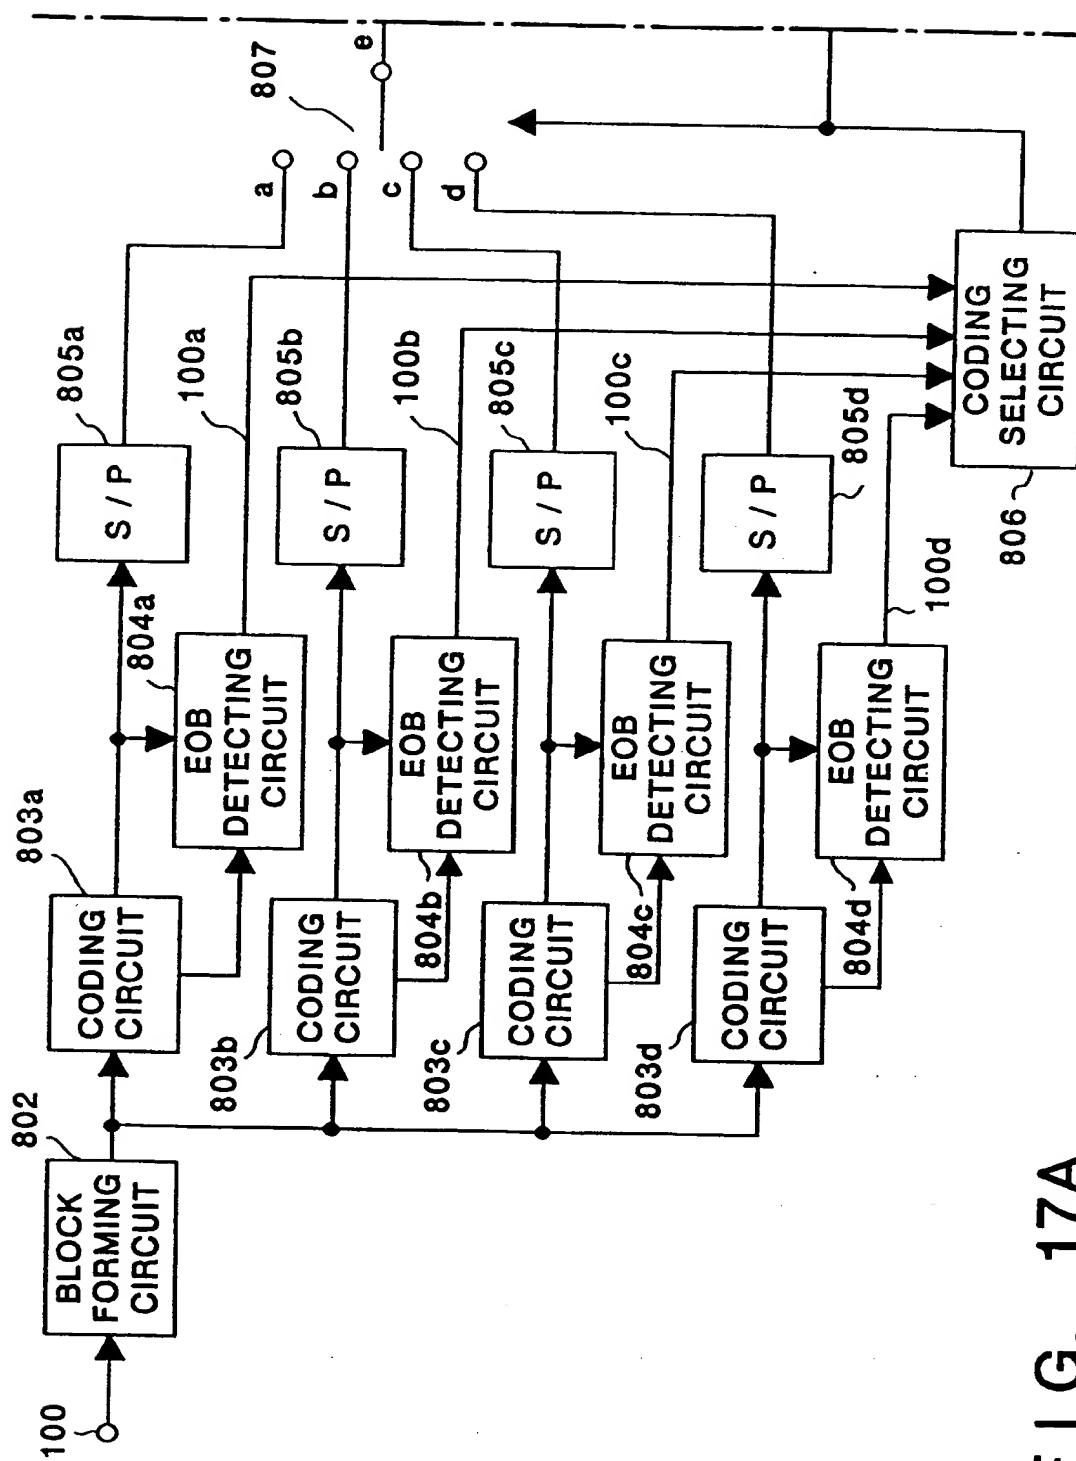 100
BLOCK
FORMING
CIRCUIT
802
CODING
CIRCUIT
803a
EOB
DETECTING
CIRCUIT
804a
S/P
805a
100a
CODING
CIRCUIT
803b
EOB
DETECTING
CIRCUIT
804b
S/P
805b
100b
CODING
CIRCUIT
803c
EOB
DETECTING
CIRCUIT
804c
S/P
805c
100c
CODING
CIRCUIT
803d
EOB
DETECTING
CIRCUIT
804d
S/P
805d
100d
CODING
SELECTING
CIRCUIT
806
a
b
c
d
e
807
FIG. 17A